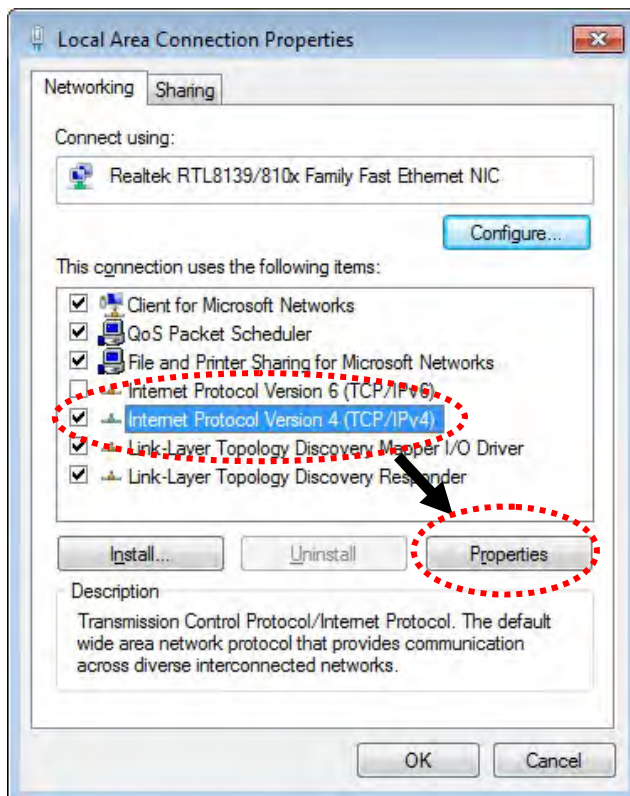 Local Area Connection Properties
Networking
Sharing
Connect using:
Realtek RTL8139/810x Family Fast Ethernet NIC
Configure...
This connection uses the following items:
Client for Microsoft Networks
QoS Packet Scheduler
File and Printer Sharing for Microsoft Networks
Internet Protocol Version 6 (TCP/IPv6)
Internet Protocol Version 4 (TCP/IPv4)
Link-Layer Topology Discovery Mapper I/O Driver
Link-Layer Topology Discovery Responder
Install...
Uninstall
Properties
Description
Transmission Control Protocol/Internet Protocol. The default
wide area network protocol that provides communication
across diverse interconnected networks.
OK
Cancel